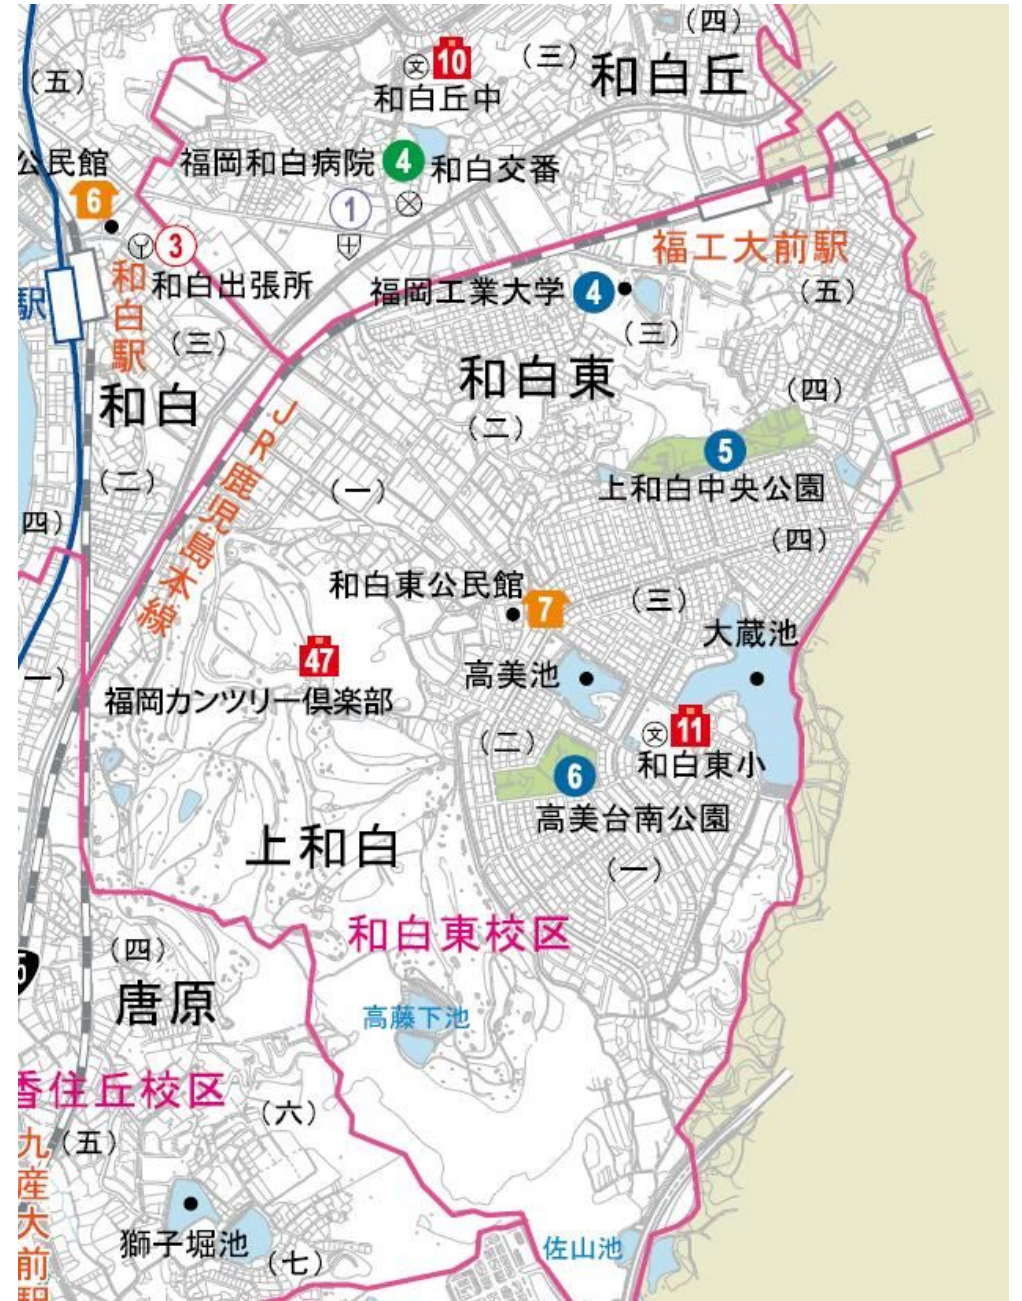 (四)
(三)
和白丘
10
文
和白丘中
(五)
公民館
6
福岡和白病院
4
和白交番
1
3
和白出張所
福工大前駅
駅
和白駅
福岡工業大学
4
(五)
(三)
(三)
和白東
和白
(四)
(二)
JR鹿児島本線
5
上和白中央公園
(二)
(一)
四)
(四)
和白東公民館
7
(三)
大蔵池
47
高美池
一)
福岡カンツリー倶楽部
11
文
(二)
和白東小
6
高美台南公園
上和白
(一)
和白東校区
(四)
唐原
高藤下池
香住丘校区
(六)
(五)
九産大前駅
獅子堀池
(七)
佐山池